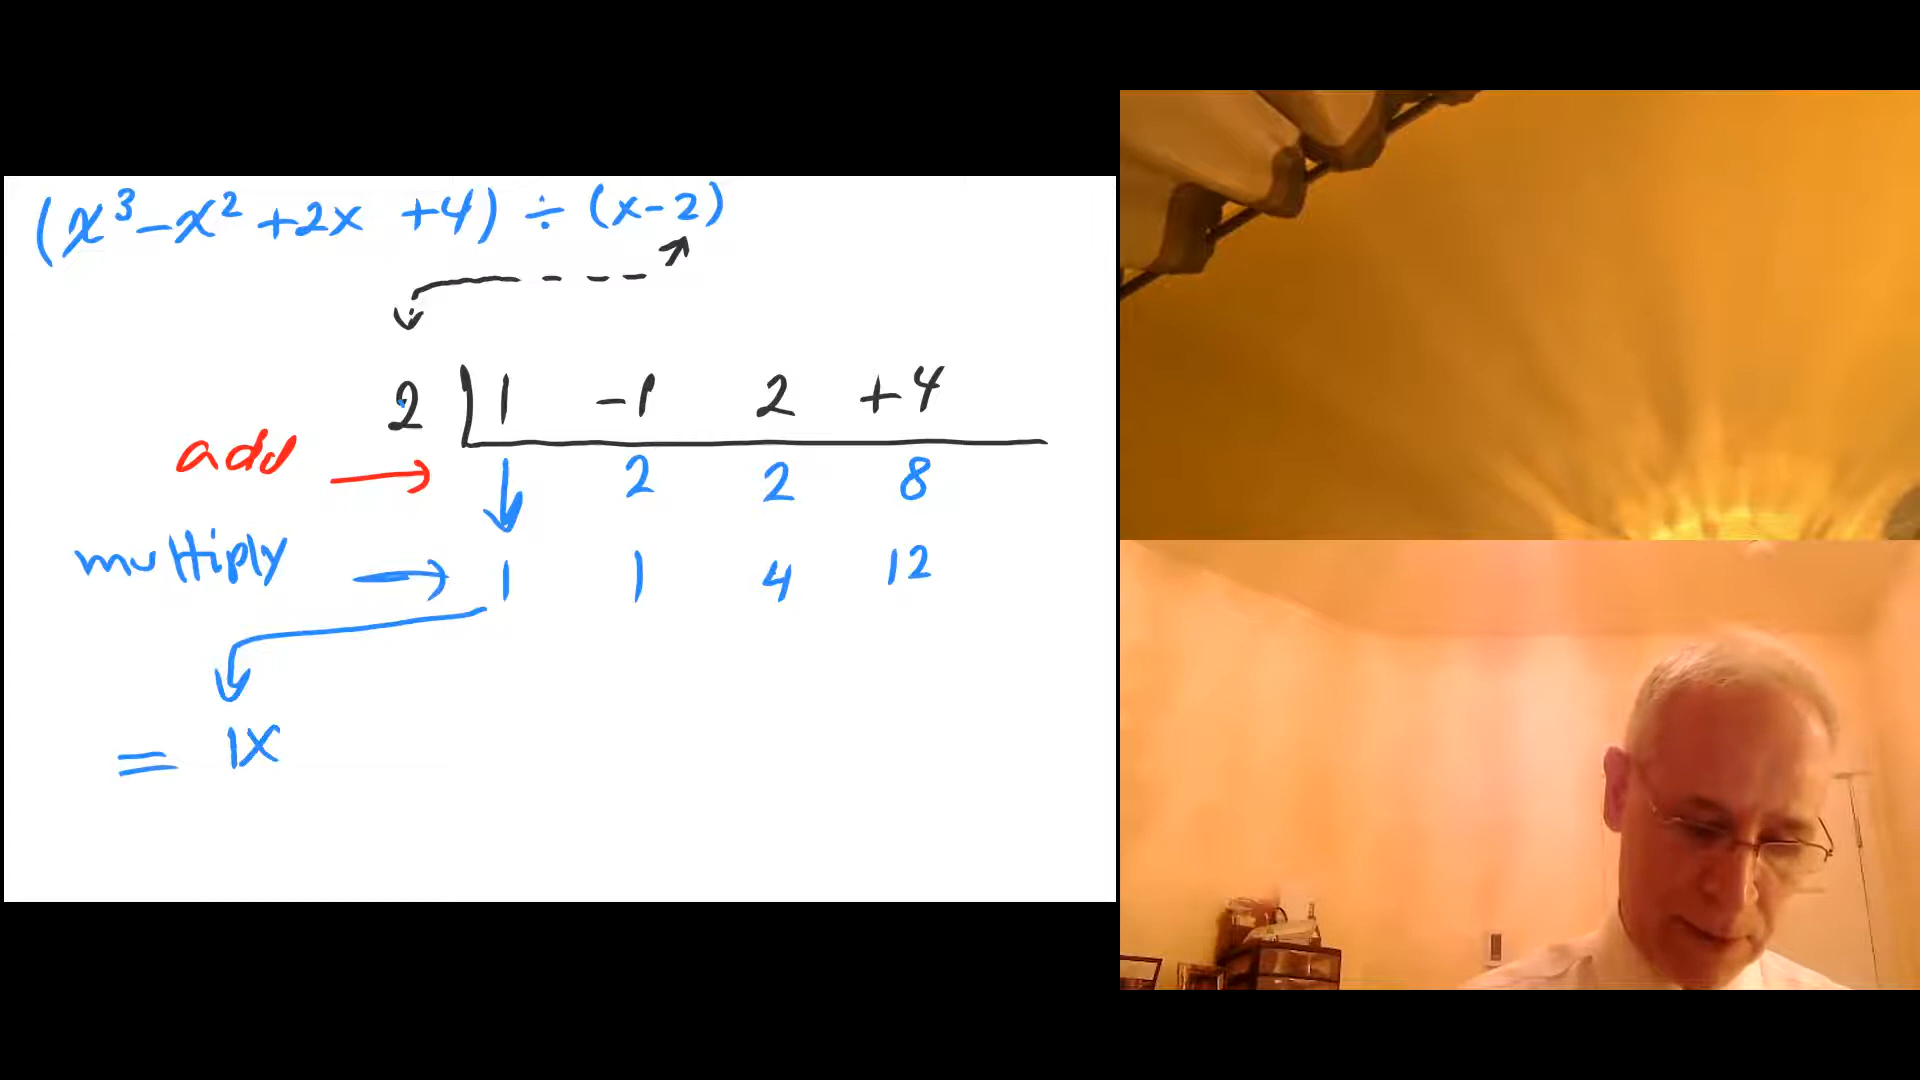 (x³-x²+2x +4) ÷ (x-2)
2 1 -1 2 +4
add → 2 2 8
multiply → 1 1 4 12
= 1x